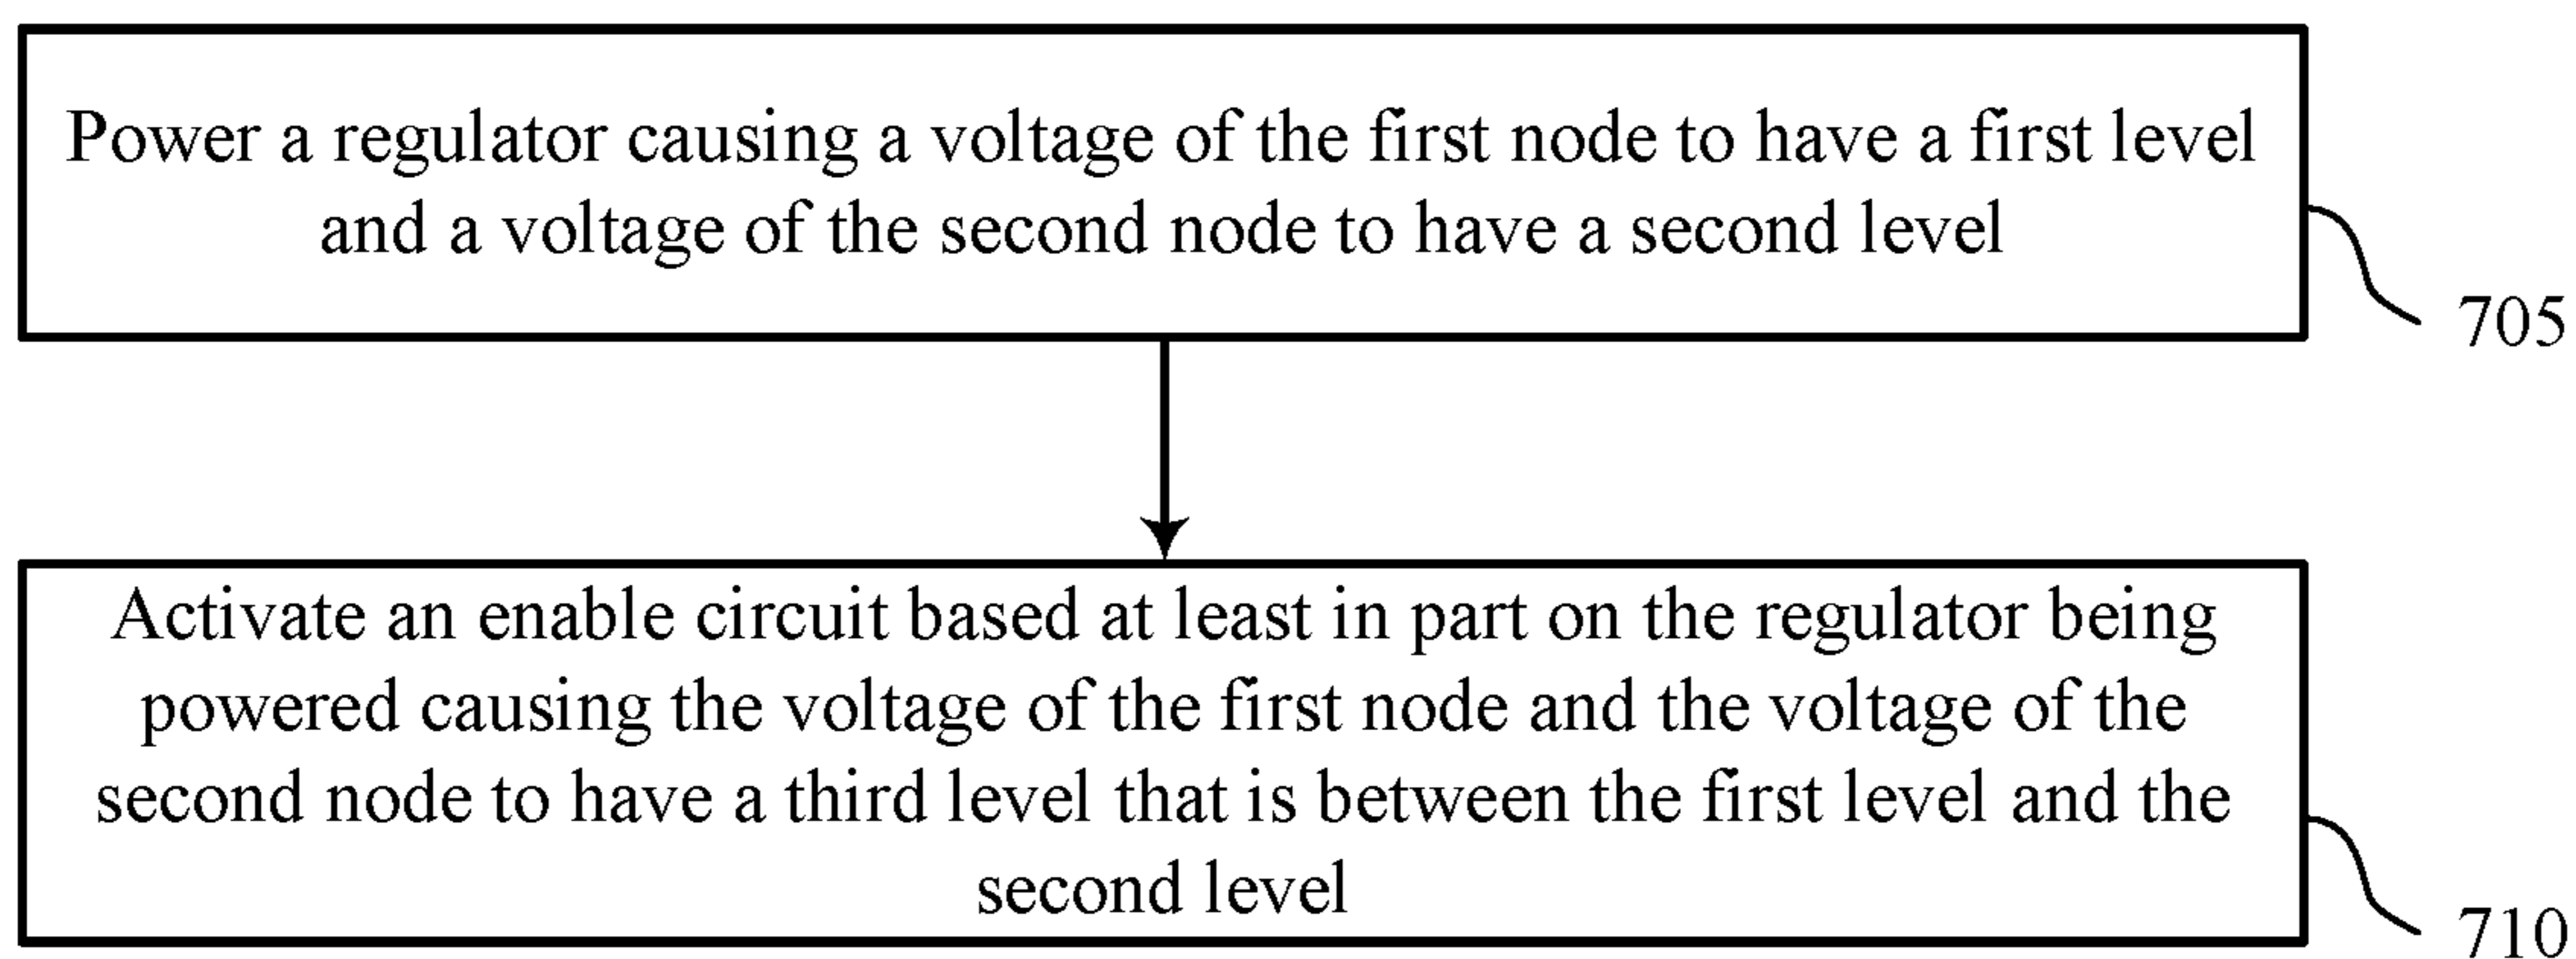 Power a regulator causing a voltage of the first node to have a first level
and a voltage of the second node to have a second level
705
Activate an enable circuit based at least in part on the regulator being
powered causing the voltage of the first node and the voltage of the
second node to have a third level that is between the first level and the
second level
710